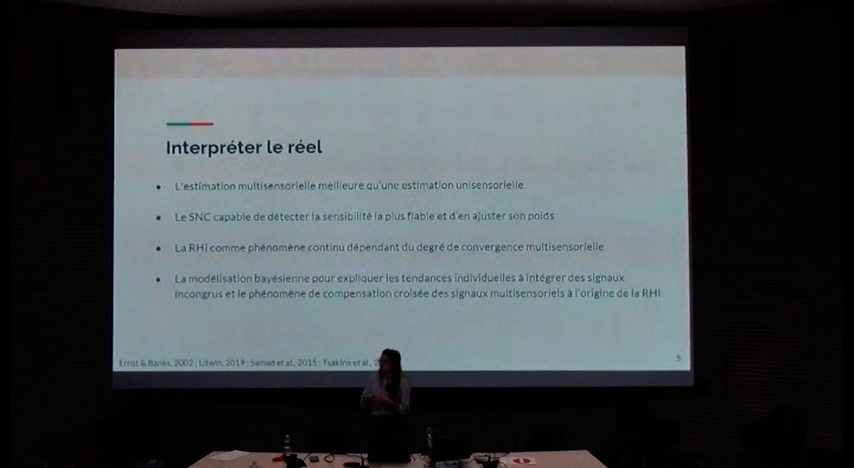 Interpréter le réel
• L'estimation multisensorielle meilleure qu'une estimation unisensorielle
• Le SNC capable de détecter la sensibilité la plus fiable et d'en ajuster son poids
• La RHI comme phénomène continu dépendant du degré de convergence multisensorielle
• La modélisation bayésienne pour expliquer les tendances individuelles à intégrer des signaux
incongrus et le phénomène de compensation croisée des signaux multisensoriels à l'origine de la RHI
Ernst & Banks, 2002 ; Litwin, 2019 ; Samad et al., 2015 ; Tsakiris et al.,
5